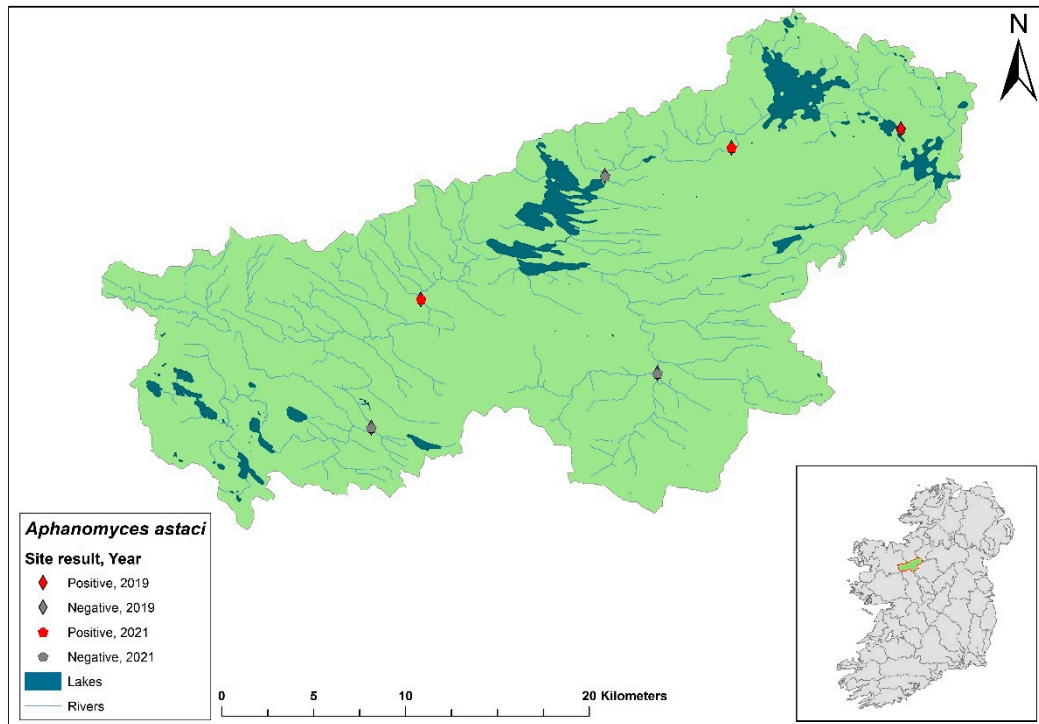 N
Aphanomyces astaci
Site result, Year
Positive, 2019
Negative, 2019
Positive, 2021
Negative, 2021
Lakes
Rivers
0 5 10 20 Kilometers